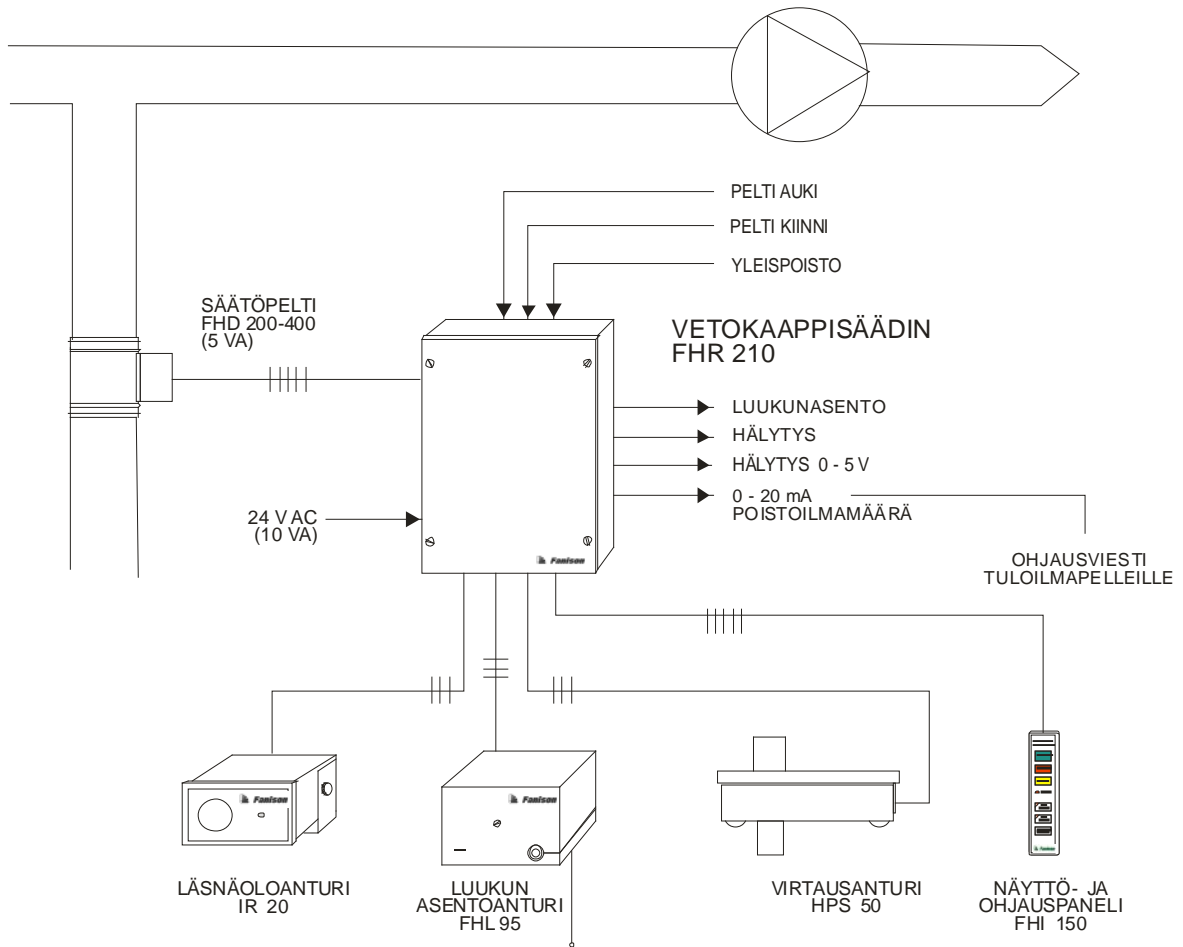 PELTI AUKI
PELTI KIINNI
YLEISPOISTO
SÄÄTÖPELTI
FHD 200-400
(5 VA)
VETOKAAPPISÄÄDIN
FHR 210
LUUKUNASENTO
HÄLYTYS
HÄLYTYS 0 - 5 V
0 - 20 mA
POISTOILMAMÄÄRÄ
24 V AC
(10 VA)
Fanison
OHJAUSVIESTI
TULOILMAPELLEILLE
Fanison
Fanison
LÄSNÄOLOANTURI
IR 20
LUUKUN
ASENTOANTURI
FHL 95
VIRTAUSANTURI
HPS 50
NÄYTTÖ- JA
OHJAUSPANELI
FHI 150